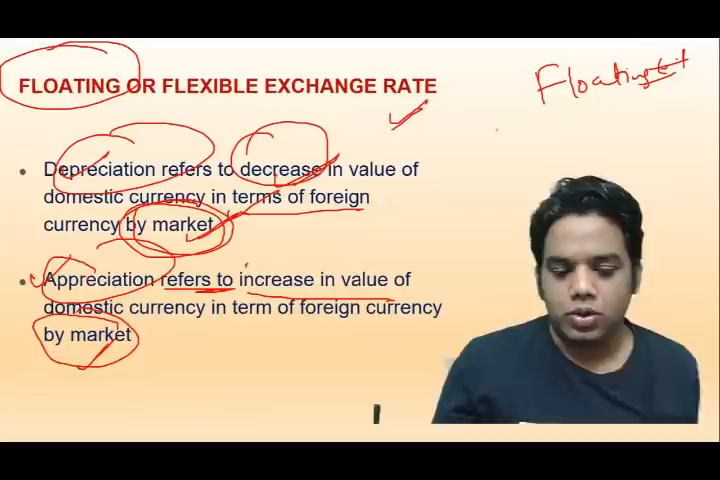 FLOATING OR FLEXIBLE EXCHANGE RATE
Floating
• Depreciation refers to decrease in value of
domestic currency in terms of foreign
currency by market
• Appreciation refers to increase in value of
domestic currency in term of foreign currency
by market